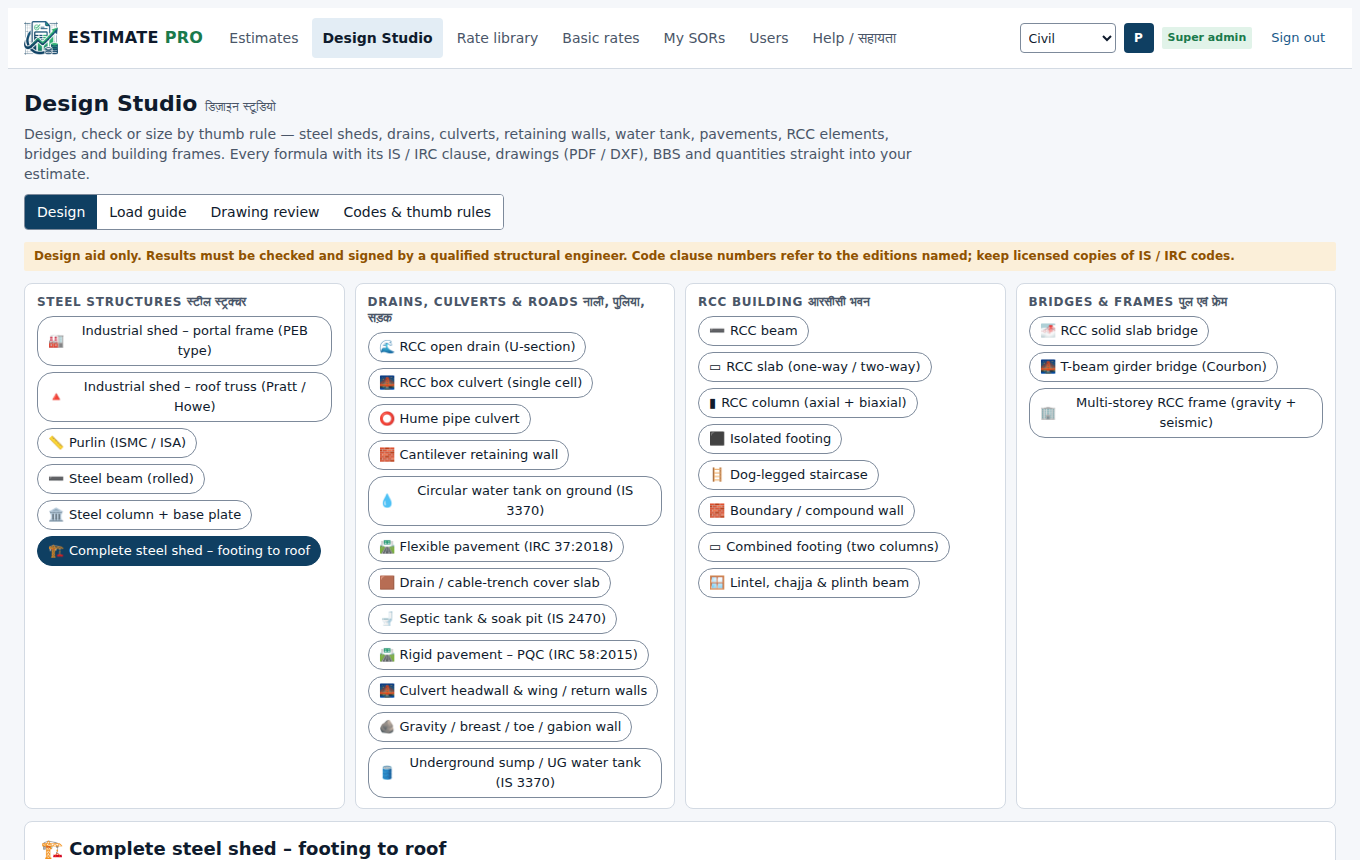 ESTIMATE PRO
Estimates
Design Studio
Rate library
Basic rates
My SORs
Users
Help / सहायता
Civil
P
Super admin
Sign out
Design Studio डिज़ाइन स्टूडियो
Design, check or size by thumb rule — steel sheds, drains, culverts, retaining walls, water tank, pavements, RCC elements,
bridges and building frames. Every formula with its IS / IRC clause, drawings (PDF / DXF), BBS and quantities straight into your
estimate.
Design
Load guide
Drawing review
Codes & thumb rules
Design aid only. Results must be checked and signed by a qualified structural engineer. Code clause numbers refer to the editions named; keep licensed copies of IS / IRC codes.
STEEL STRUCTURES स्टील स्ट्रक्चर
Industrial shed – portal frame (PEB
type)
Industrial shed – roof truss (Pratt /
Howe)
Purlin (ISMC / ISA)
Steel beam (rolled)
Steel column + base plate
Complete steel shed – footing to roof
DRAINS, CULVERTS & ROADS नाली, पुलिया,
सड़क
RCC open drain (U-section)
RCC box culvert (single cell)
Hume pipe culvert
Cantilever retaining wall
Circular water tank on ground (IS
3370)
Flexible pavement (IRC 37:2018)
Drain / cable-trench cover slab
Septic tank & soak pit (IS 2470)
Rigid pavement – PQC (IRC 58:2015)
Culvert headwall & wing / return walls
Gravity / breast / toe / gabion wall
Underground sump / UG water tank
(IS 3370)
RCC BUILDING आरसीसी भवन
RCC beam
RCC slab (one-way / two-way)
RCC column (axial + biaxial)
Isolated footing
Dog-legged staircase
Boundary / compound wall
Combined footing (two columns)
Lintel, chajja & plinth beam
BRIDGES & FRAMES पुल एवं फ्रेम
RCC solid slab bridge
T-beam girder bridge (Courbon)
Multi-storey RCC frame (gravity +
seismic)
Complete steel shed – footing to roof